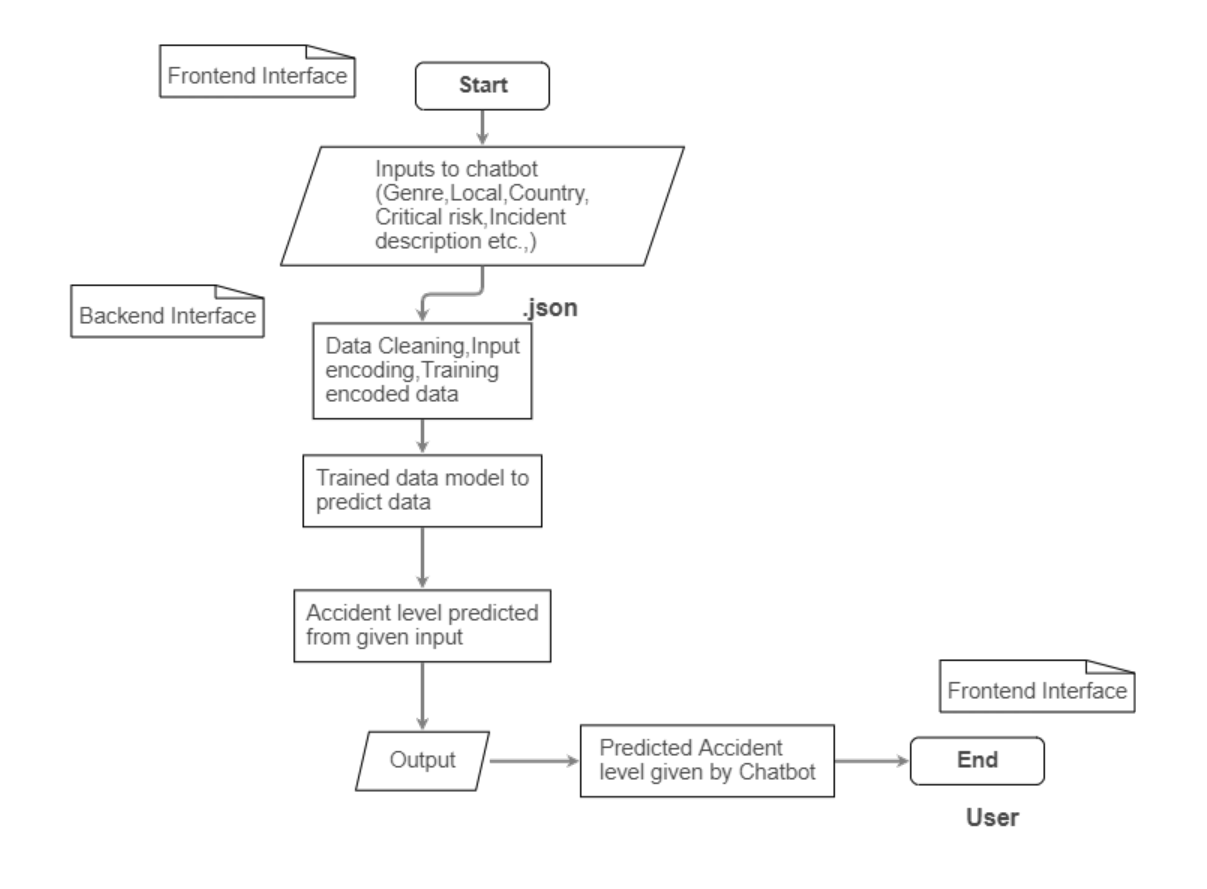 Frontend Interface
Start
Inputs to chatbot
(Genre,Local,Country,
Critical risk,Incident
description etc.,)
Backend Interface
.json
Data Cleaning,Input
encoding,Training
encoded data
Trained data model to
predict data
Accident level predicted
from given input
Frontend Interface
Output
Predicted Accident
level given by Chatbot
End
User